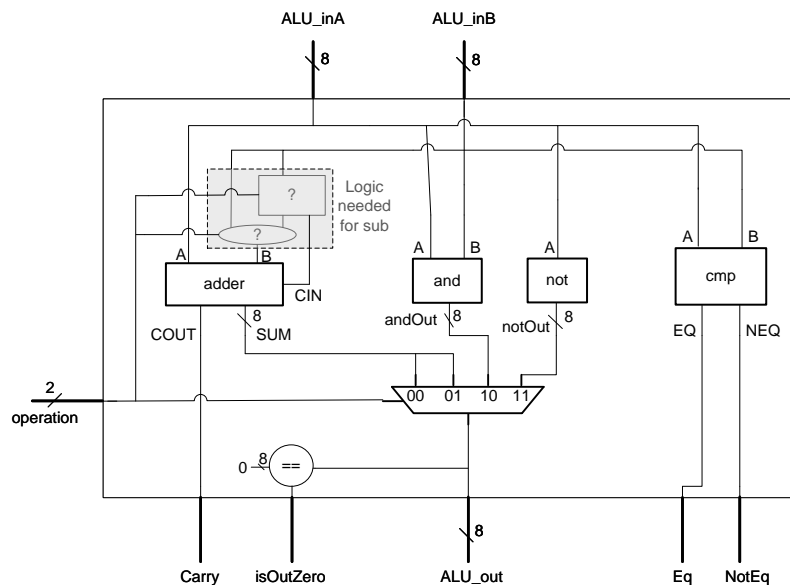 ALU_inA
ALU_inB
8
8
?
Logic
needed
for sub
?
A
B
A
B
A
A
B
adder
and
not
cmp
CIN
COUT
8
SUM
andOut
8
notOut
8
EQ
NEQ
2
operation
00
01
10
11
0
8
==
8
Carry
isOutZero
ALU_out
Eq
NotEq